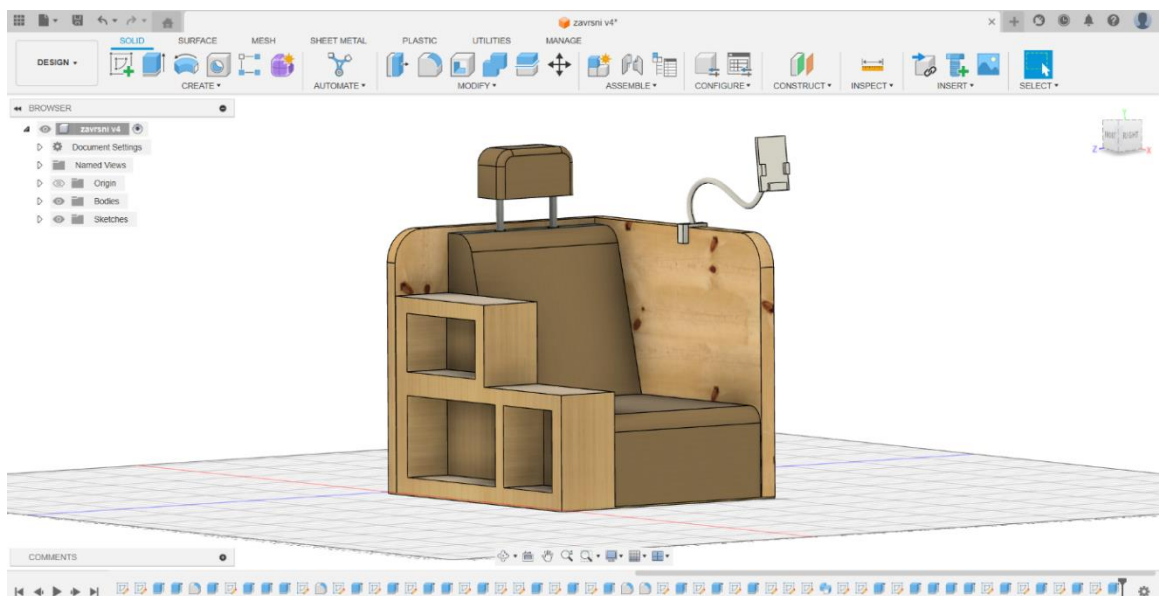 zavrsni v4*
SOLID SURFACE MESH SHEET METAL PLASTIC UTILITIES MANAGE
DESIGN
CREATE AUTOMATE MODIFY ASSEMBLE CONFIGURE CONSTRUCT INSPECT INSERT SELECT
BROWSER
zavrsni v4
Document Settings
Named Views
Origin
Bodies
Sketches
Y
RIGHT
Z X
COMMENTS